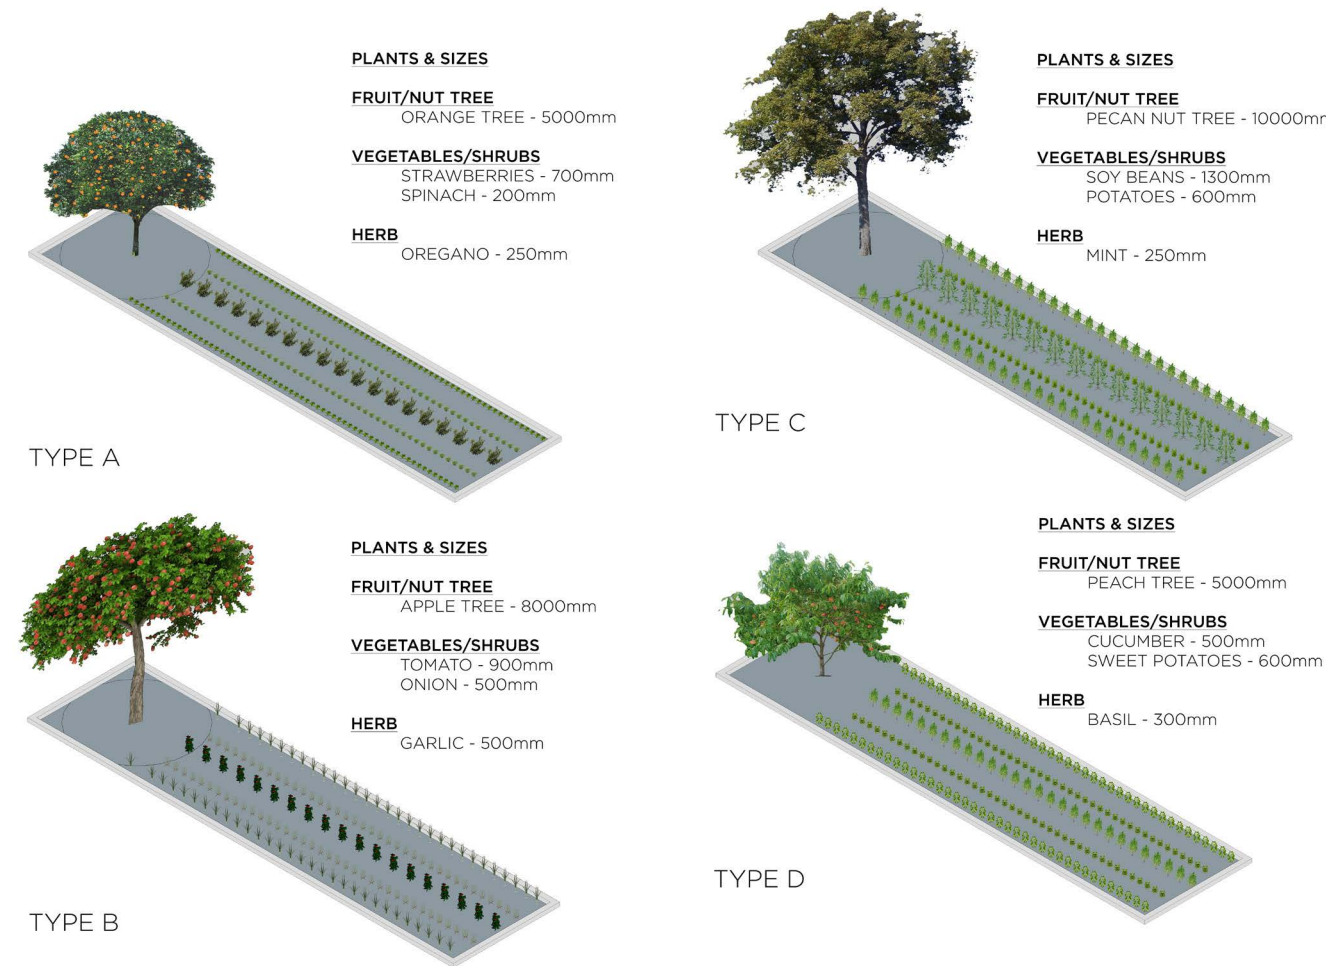 PLANTS & SIZES
FRUIT/NUT TREE
ORANGE TREE - 5000mm
VEGETABLES/SHRUBS
STRAWBERRIES - 700mm
SPINACH - 200mm
HERB
OREGANO - 250mm
TYPE A
PLANTS & SIZES
FRUIT/NUT TREE
PECAN NUT TREE - 10000m
VEGETABLES/SHRUBS
SOY BEANS - 1300mm
POTATOES - 600mm
HERB
MINT - 250mm
TYPE C
PLANTS & SIZES
FRUIT/NUT TREE
APPLE TREE - 8000mm
VEGETABLES/SHRUBS
TOMATO - 900mm
ONION - 500mm
HERB
GARLIC - 500mm
TYPE B
PLANTS & SIZES
FRUIT/NUT TREE
PEACH TREE - 5000mm
VEGETABLES/SHRUBS
CUCUMBER - 500mm
SWEET POTATOES - 600mm
HERB
BASIL - 300mm
TYPE D